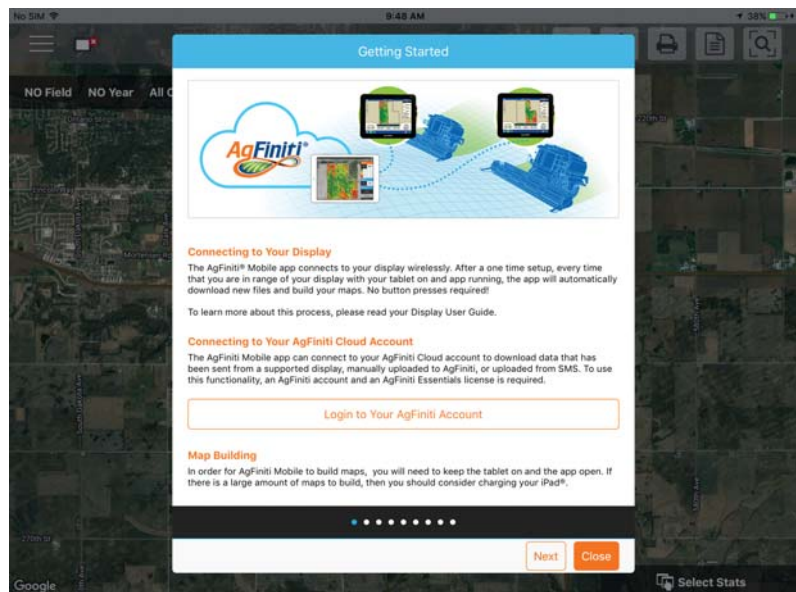 No SIM 9:48 AM 38%
Getting Started
NO Field NO Year All
AgFiniti®
Connecting to Your Display
The AgFiniti® Mobile app connects to your display wirelessly. After a one time setup, every time
that you are in range of your display with your tablet on and app running, the app will automatically
download new files and build your maps. No button presses required!
To learn more about this process, please read your Display User Guide.
Connecting to Your AgFiniti Cloud Account
The AgFiniti Mobile app can connect to your AgFiniti Cloud account to download data that has
been sent from a supported display, manually uploaded to AgFiniti, or uploaded from SMS. To use
this functionality, an AgFiniti account and an AgFiniti Essentials license is required.
Login to Your AgFiniti Account
Map Building
In order for AgFiniti Mobile to build maps, you will need to keep the tablet on and the app open. If
there is a large amount of maps to build, then you should consider charging your iPad®.
Next Close
270th St
South Dakota Ave
Google
Select Stats